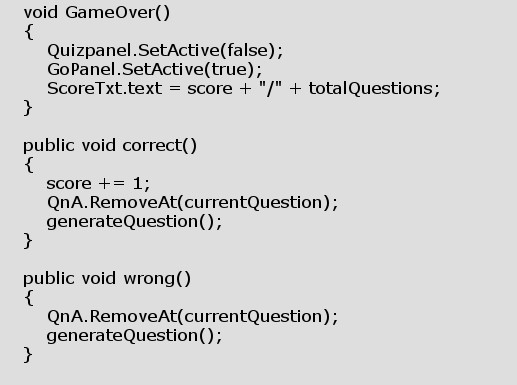 void GameOver()
{
Quizpanel.SetActive(false);
GoPanel.SetActive(true);
ScoreTxt.text = score + "/" + totalQuestions;
}
public void correct()
{
score += 1;
QnA.RemoveAt(currentQuestion);
generateQuestion();
}
public void wrong()
{
QnA.RemoveAt(currentQuestion);
generateQuestion();
}